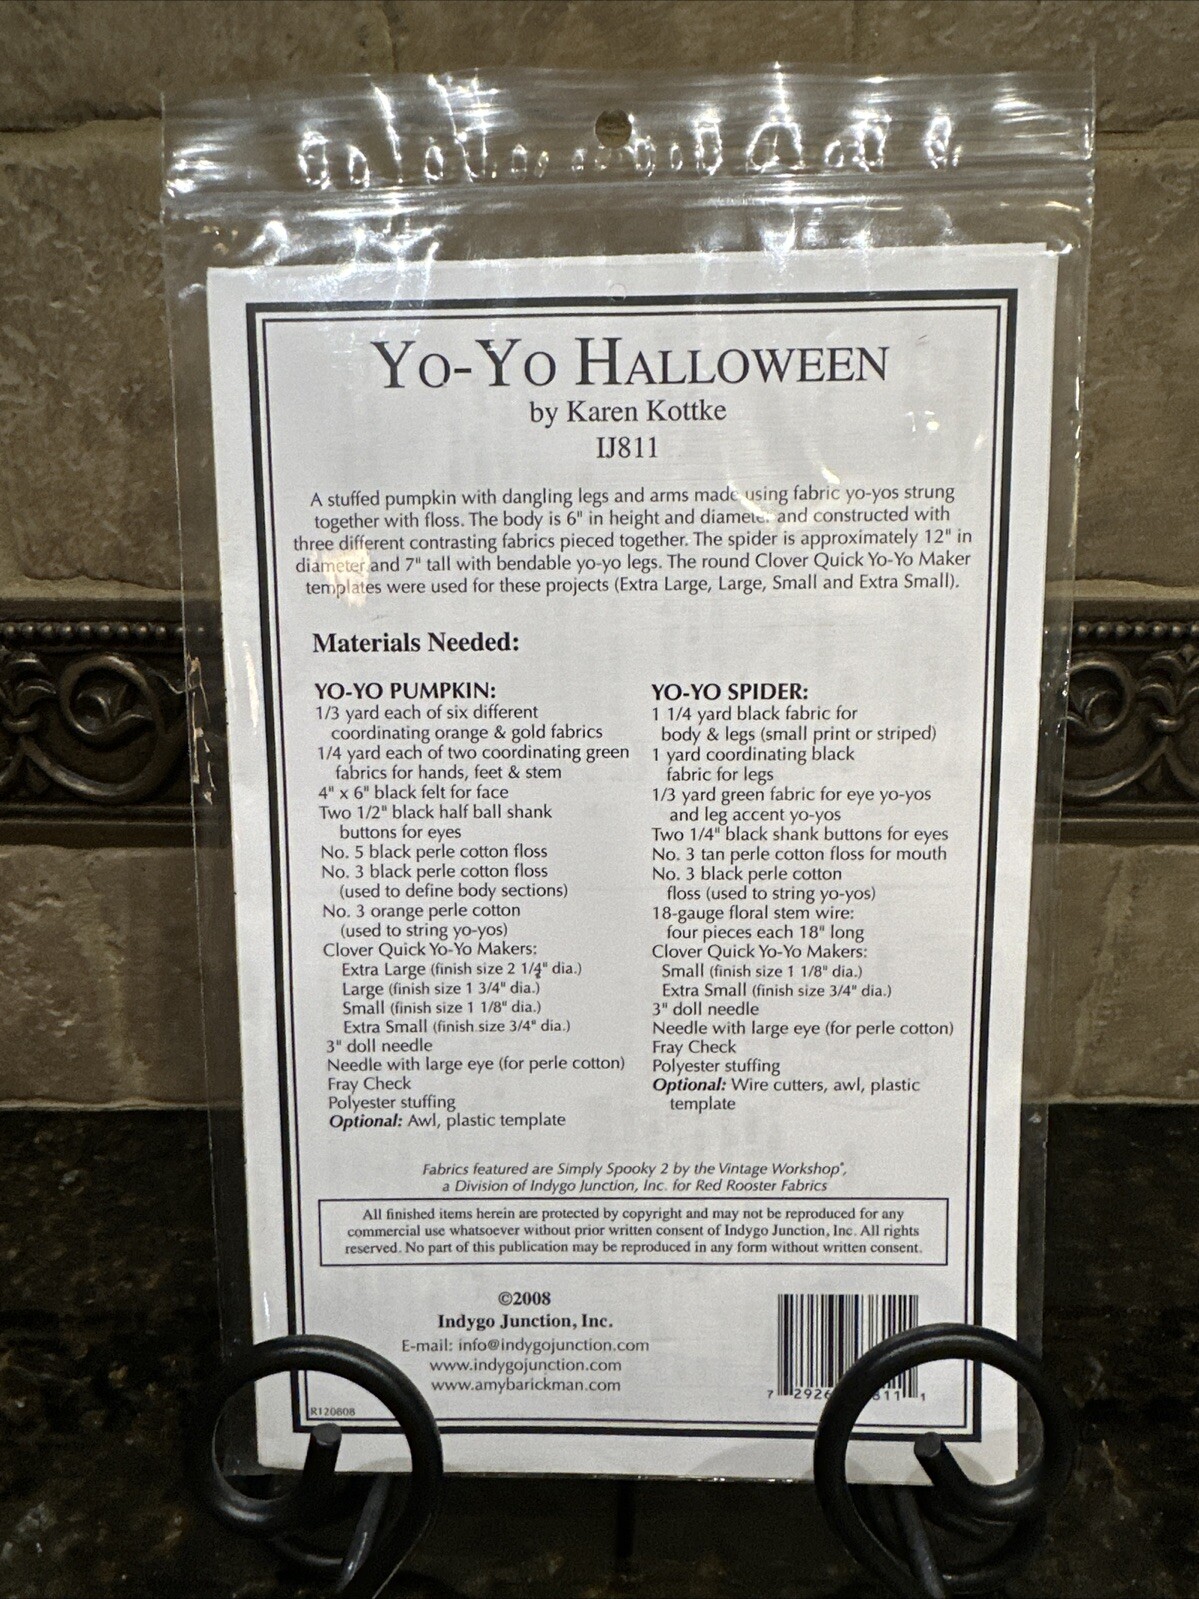 YO-YO HALLOWEEN
by Karen Kottke
IJ811
A stuffed pumpkin with dangling legs and arms made using fabric yo-yos strung
together with floss. The body is 6" in height and diameter and constructed with
three different contrasting fabrics pieced together. The spider is approximately 12" in
diameter and 7" tall with bendable yo-yo legs. The round Clover Quick Yo-Yo Maker
templates were used for these projects (Extra Large, Large, Small and Extra Small).
Materials Needed:
YO-YO PUMPKIN:
1/3 yard each of six different
coordinating orange & gold fabrics
1/4 yard each of two coordinating green
fabrics for hands, feet & stem
4" x 6" black felt for face
Two 1/2" black half ball shank
buttons for eyes
No. 5 black perle cotton floss
No. 3 black perle cotton floss
(used to define body sections)
No. 3 orange perle cotton
(used to string yo-yos)
Clover Quick Yo-Yo Makers:
Extra Large (finish size 2 1/4" dia.)
Large (finish size 1 3/4" dia.)
Small (finish size 1 1/8" dia.)
Extra Small (finish size 3/4" dia.)
3" doll needle
Needle with large eye (for perle cotton)
Fray Check
Polyester stuffing
Optional: Awl, plastic template
YO-YO SPIDER:
1 1/4 yard black fabric for
body & legs (small print or striped)
1 yard coordinating black
fabric for legs
1/3 yard green fabric for eye yo-yos
and leg accent yo-yos
Two 1/4" black shank buttons for eyes
No. 3 tan perle cotton floss for mouth
No. 3 black perle cotton
floss (used to string yo-yos)
18-gauge floral stem wire:
four pieces each 18" long
Clover Quick Yo-Yo Makers:
Small (finish size 1 1/8" dia.)
Extra Small (finish size 3/4" dia.)
3" doll needle
Needle with large eye (for perle cotton)
Fray Check
Polyester stuffing
Optional: Wire cutters, awl, plastic
template
Fabrics featured are Simply Spooky 2 by the Vintage Workshop®,
a Division of Indygo Junction, Inc. for Red Rooster Fabrics
All finished items herein are protected by copyright and may not be reproduced for any
commercial use whatsoever without prior written consent of Indygo Junction, Inc. All rights
reserved. No part of this publication may be reproduced in any form without written consent.
©2008
Indygo Junction, Inc.
E-mail: info@indygojunction.com
www.indygojunction.com
www.amybarickman.com
R120808
7 2926 811 1